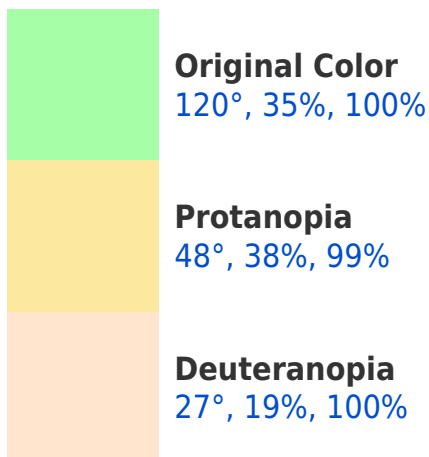 Original Color
120°, 35%, 100%
Protanopia
48°, 38%, 99%
Deuteranopia
27°, 19%, 100%